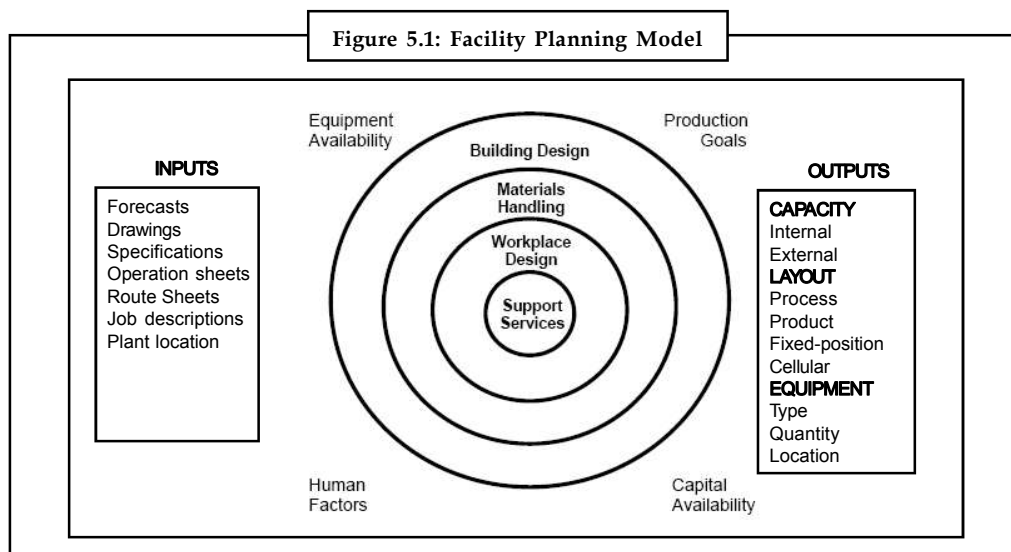 Figure 5.1: Facility Planning Model
Equipment
Availability
Production
Goals
INPUTS
Forecasts
Drawings
Specifications
Operation sheets
Route Sheets
Job descriptions
Plant location
Building Design
Materials
Handling
Workplace
Design
Support
Services
OUTPUTS
CAPACITY
Internal
External
LAYOUT
Process
Product
Fixed-position
Cellular
EQUIPMENT
Type
Quantity
Location
Human
Factors
Capital
Availability